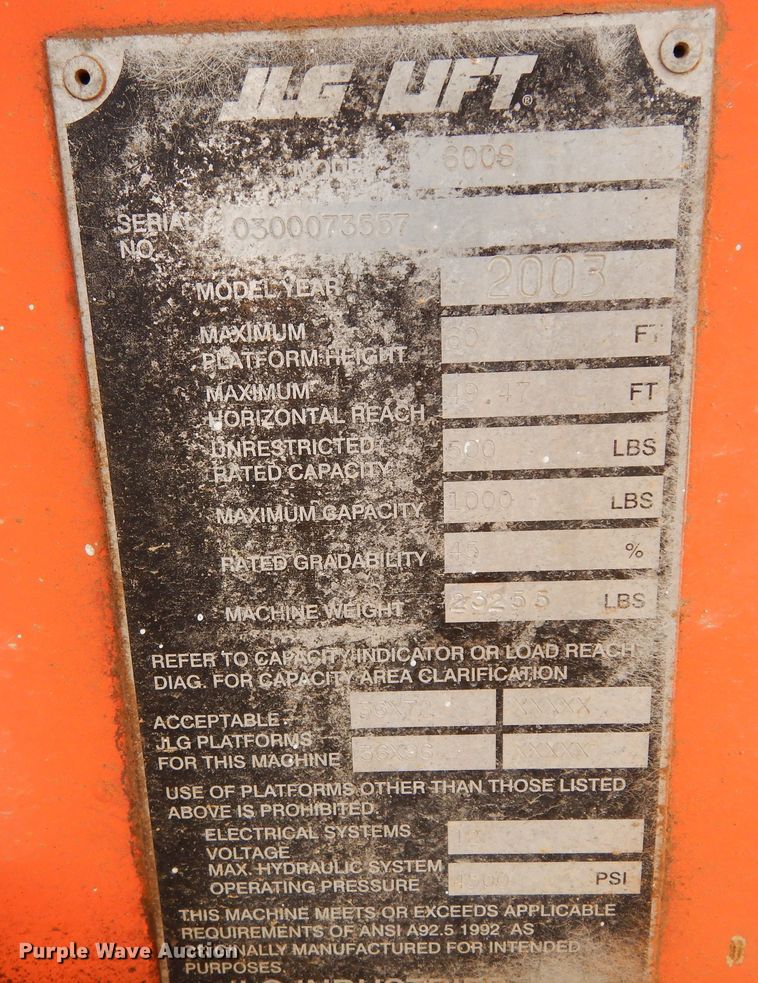 JLG LIFT®
MODEL 600S
SERIAL
NO. 0300073557
MODEL YEAR 2003
MAXIMUM
PLATFORM HEIGHT 60 FT
MAXIMUM
HORIZONTAL REACH 49.47 FT
UNRESTRICTED
RATED CAPACITY 500 LBS
MAXIMUM CAPACITY 1000 LBS
RATED GRADABILITY 45 %
MACHINE WEIGHT LBS
REFER TO CAPACITY INDICATOR OR LOAD REACH
DIAG. FOR CAPACITY AREA CLARIFICATION
ACCEPTABLE 36X72 XXXXX
JLG PLATFORMS
FOR THIS MACHINE 36X96 XXXXX
USE OF PLATFORMS OTHER THAN THOSE LISTED
ABOVE IS PROHIBITED.
ELECTRICAL SYSTEMS
VOLTAGE
MAX. HYDRAULIC SYSTEM
OPERATING PRESSURE PSI
THIS MACHINE MEETS OR EXCEEDS APPLICABLE
REQUIREMENTS OF ANSI A92.5 1992 AS
ORIGINALLY MANUFACTURED FOR INTENDED
PURPOSES.
JLG INDUSTRIES
Purple Wave Auction